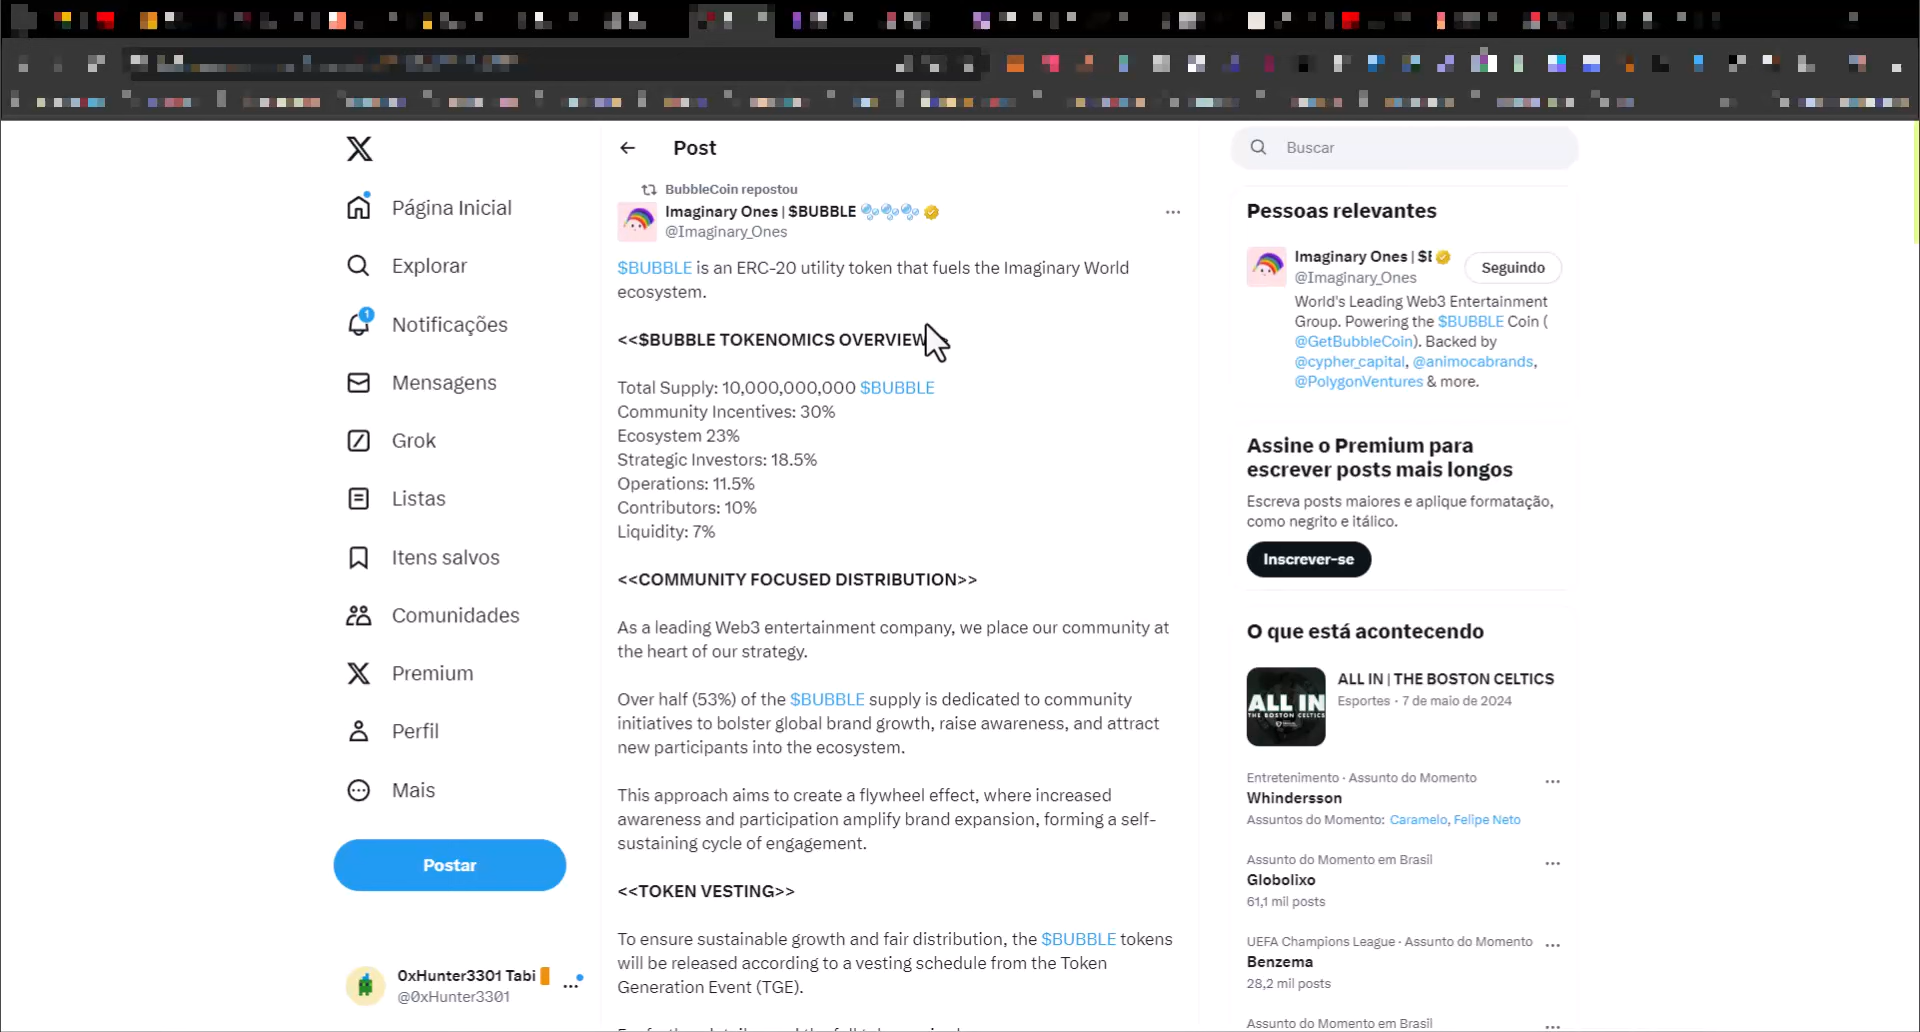 Página Inicial
Explorar
1
Notificações
Mensagens
Grok
Listas
Itens salvos
Comunidades
Premium
Perfil
Mais
Postar
0xHunter3301 Tabi
@0xHunter3301
Post
BubbleCoin repostou
Imaginary Ones | $BUBBLE
@Imaginary_Ones
$BUBBLE is an ERC-20 utility token that fuels the Imaginary World
ecosystem.
<<$BUBBLE TOKENOMICS OVERVIEW
Total Supply: 10,000,000,000 $BUBBLE
Community Incentives: 30%
Ecosystem 23%
Strategic Investors: 18.5%
Operations: 11.5%
Contributors: 10%
Liquidity: 7%
<<COMMUNITY FOCUSED DISTRIBUTION>>
As a leading Web3 entertainment company, we place our community at
the heart of our strategy.
Over half (53%) of the $BUBBLE supply is dedicated to community
initiatives to bolster global brand growth, raise awareness, and attract
new participants into the ecosystem.
This approach aims to create a flywheel effect, where increased
awareness and participation amplify brand expansion, forming a self-
sustaining cycle of engagement.
<<TOKEN VESTING>>
To ensure sustainable growth and fair distribution, the $BUBBLE tokens
will be released according to a vesting schedule from the Token
Generation Event (TGE).
Buscar
Pessoas relevantes
Imaginary Ones | $E
@Imaginary_Ones
Seguindo
World's Leading Web3 Entertainment
Group. Powering the $BUBBLE Coin (
@GetBubbleCoin). Backed by
@cypher_capital, @animocabrands,
@PolygonVentures & more.
Assine o Premium para
escrever posts mais longos
Escreva posts maiores e aplique formatação,
como negrito e itálico.
Inscrever-se
O que está acontecendo
ALL IN
THE BOSTON CELTICS
ALL IN | THE BOSTON CELTICS
Esportes · 7 de maio de 2024
Entretenimento · Assunto do Momento
Whindersson
Assuntos do Momento: Caramelo, Felipe Neto
Assunto do Momento em Brasil
Globolixo
61,1 mil posts
UEFA Champions League · Assunto do Momento
Benzema
28,2 mil posts
Assunto do Momento em Brasil